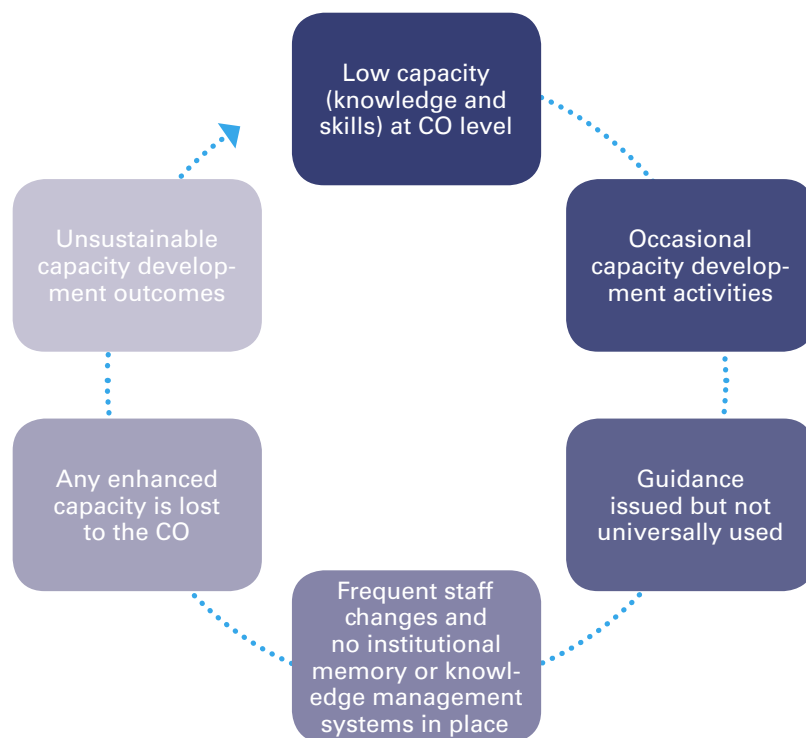 Low capacity
(knowledge and
skills) at CO level
Occasional
capacity develop-
ment activities
Guidance
issued but not
universally used
Frequent staff
changes and
no institutional
memory or knowl-
edge management
systems in place
Any enhanced
capacity is lost
to the CO
Unsustainable
capacity develop-
ment outcomes